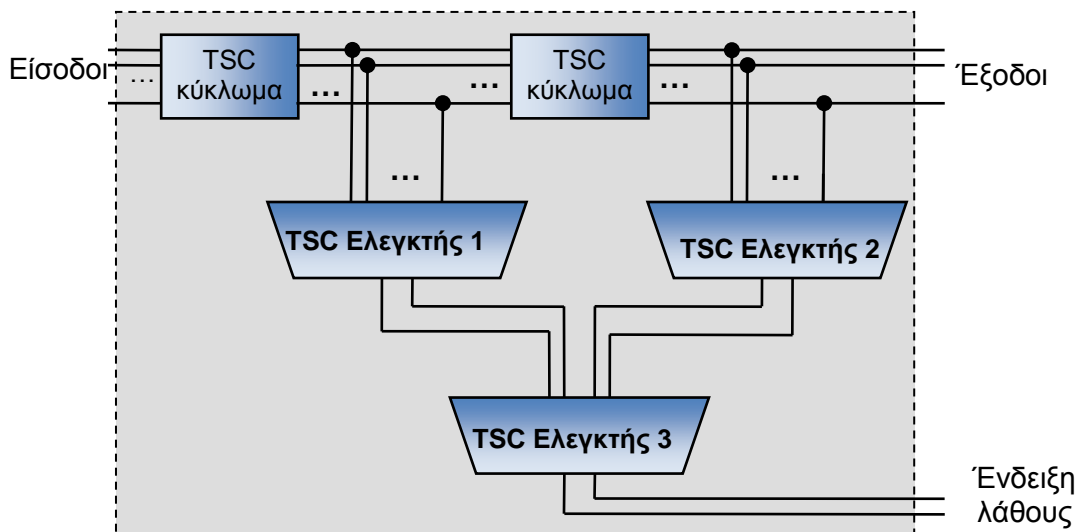 Είσοδοι
...
TSC
κύκλωμα
...
...
TSC
κύκλωμα
...
Έξοδοι
...
...
TSC Ελεγκτής 1
TSC Ελεγκτής 2
TSC Ελεγκτής 3
Ένδειξη
λάθους